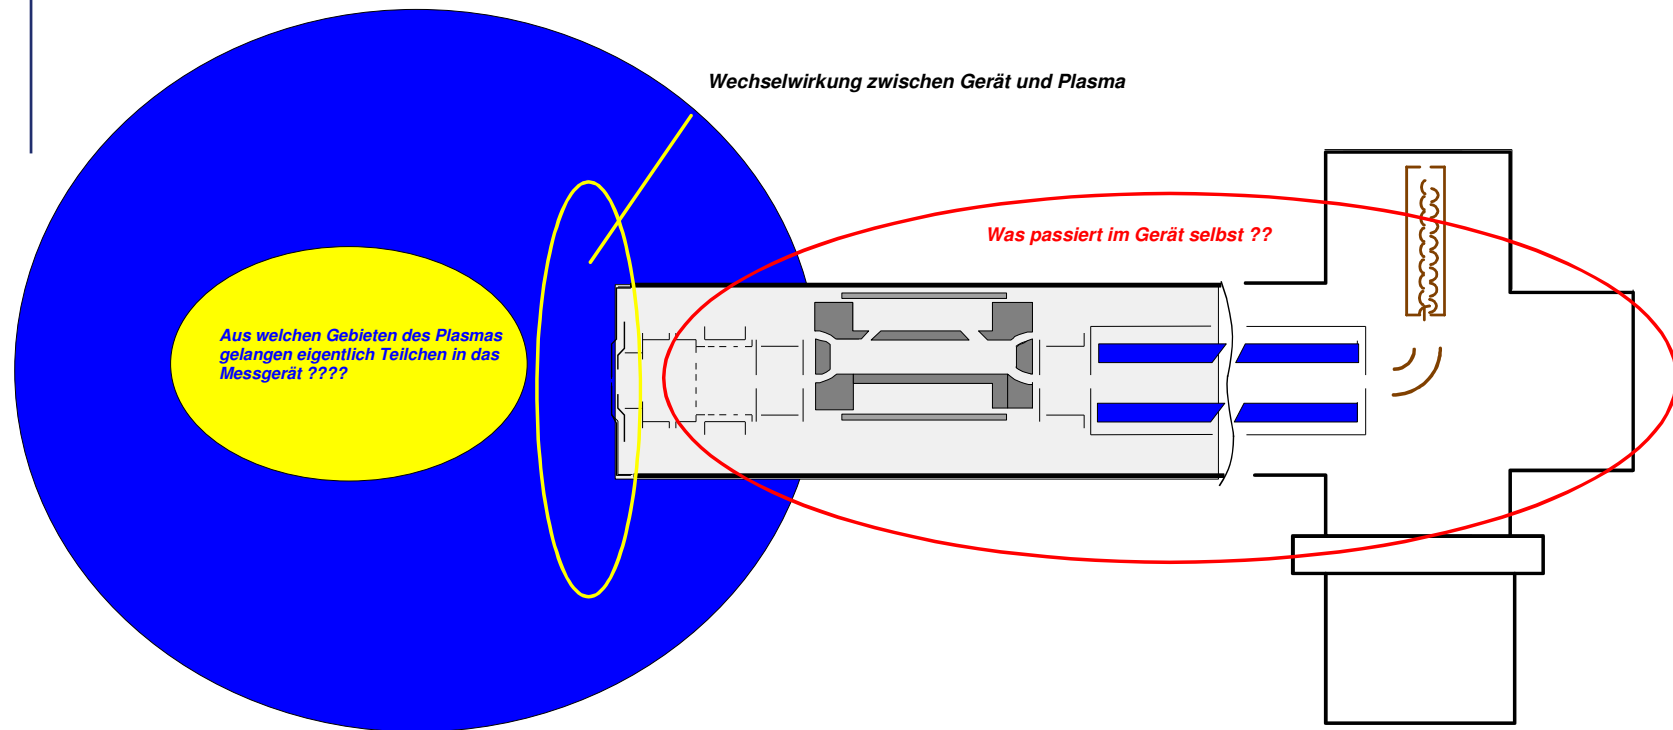 Wechselwirkung zwischen Gerät und Plasma
Was passiert im Gerät selbst ??
Aus welchen Gebieten des Plasmas
gelangen eigentlich Teilchen in das
Messgerät ????